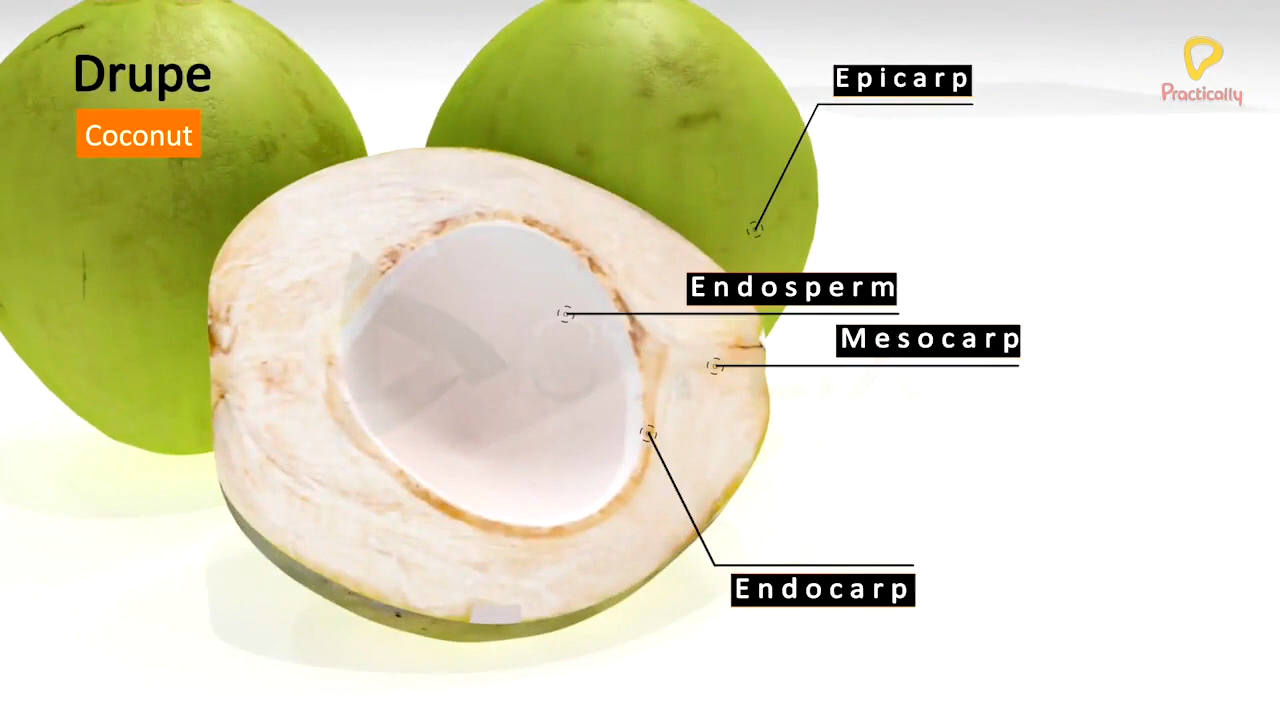 Drupe
Coconut
Epicarp
Practically
Endosperm
Mesocarp
Endocarp